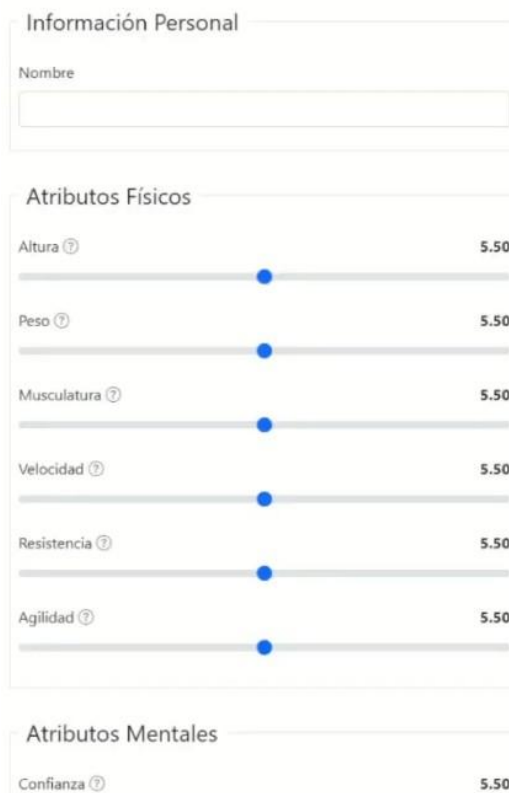 Información Personal
Nombre
Atributos Físicos
Altura ? 5.50
Peso ? 5.50
Musculatura ? 5.50
Velocidad ? 5.50
Resistencia ? 5.50
Agilidad ? 5.50
Atributos Mentales
Confianza ? 5.50